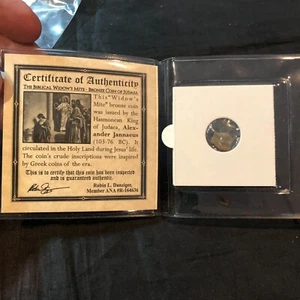 Certificate of Authenticity
THE BIBLICAL WIDOW'S MITE - BRONZE COIN OF JUDAEA
This "Widow's
Mite" bronze coin
was issued by the
Hasmonean King
of Judaea, Alex-
ander Jannaeus
(103-76 BC). It
circulated in the Holy Land during Jesus' life.
The coin's crude inscriptions were inspired
by Greek coins of the era.
This is to certify that this coin has been inspected
and is guaranteed authentic.
Robin L. Danziger,
Member ANA #R-164674